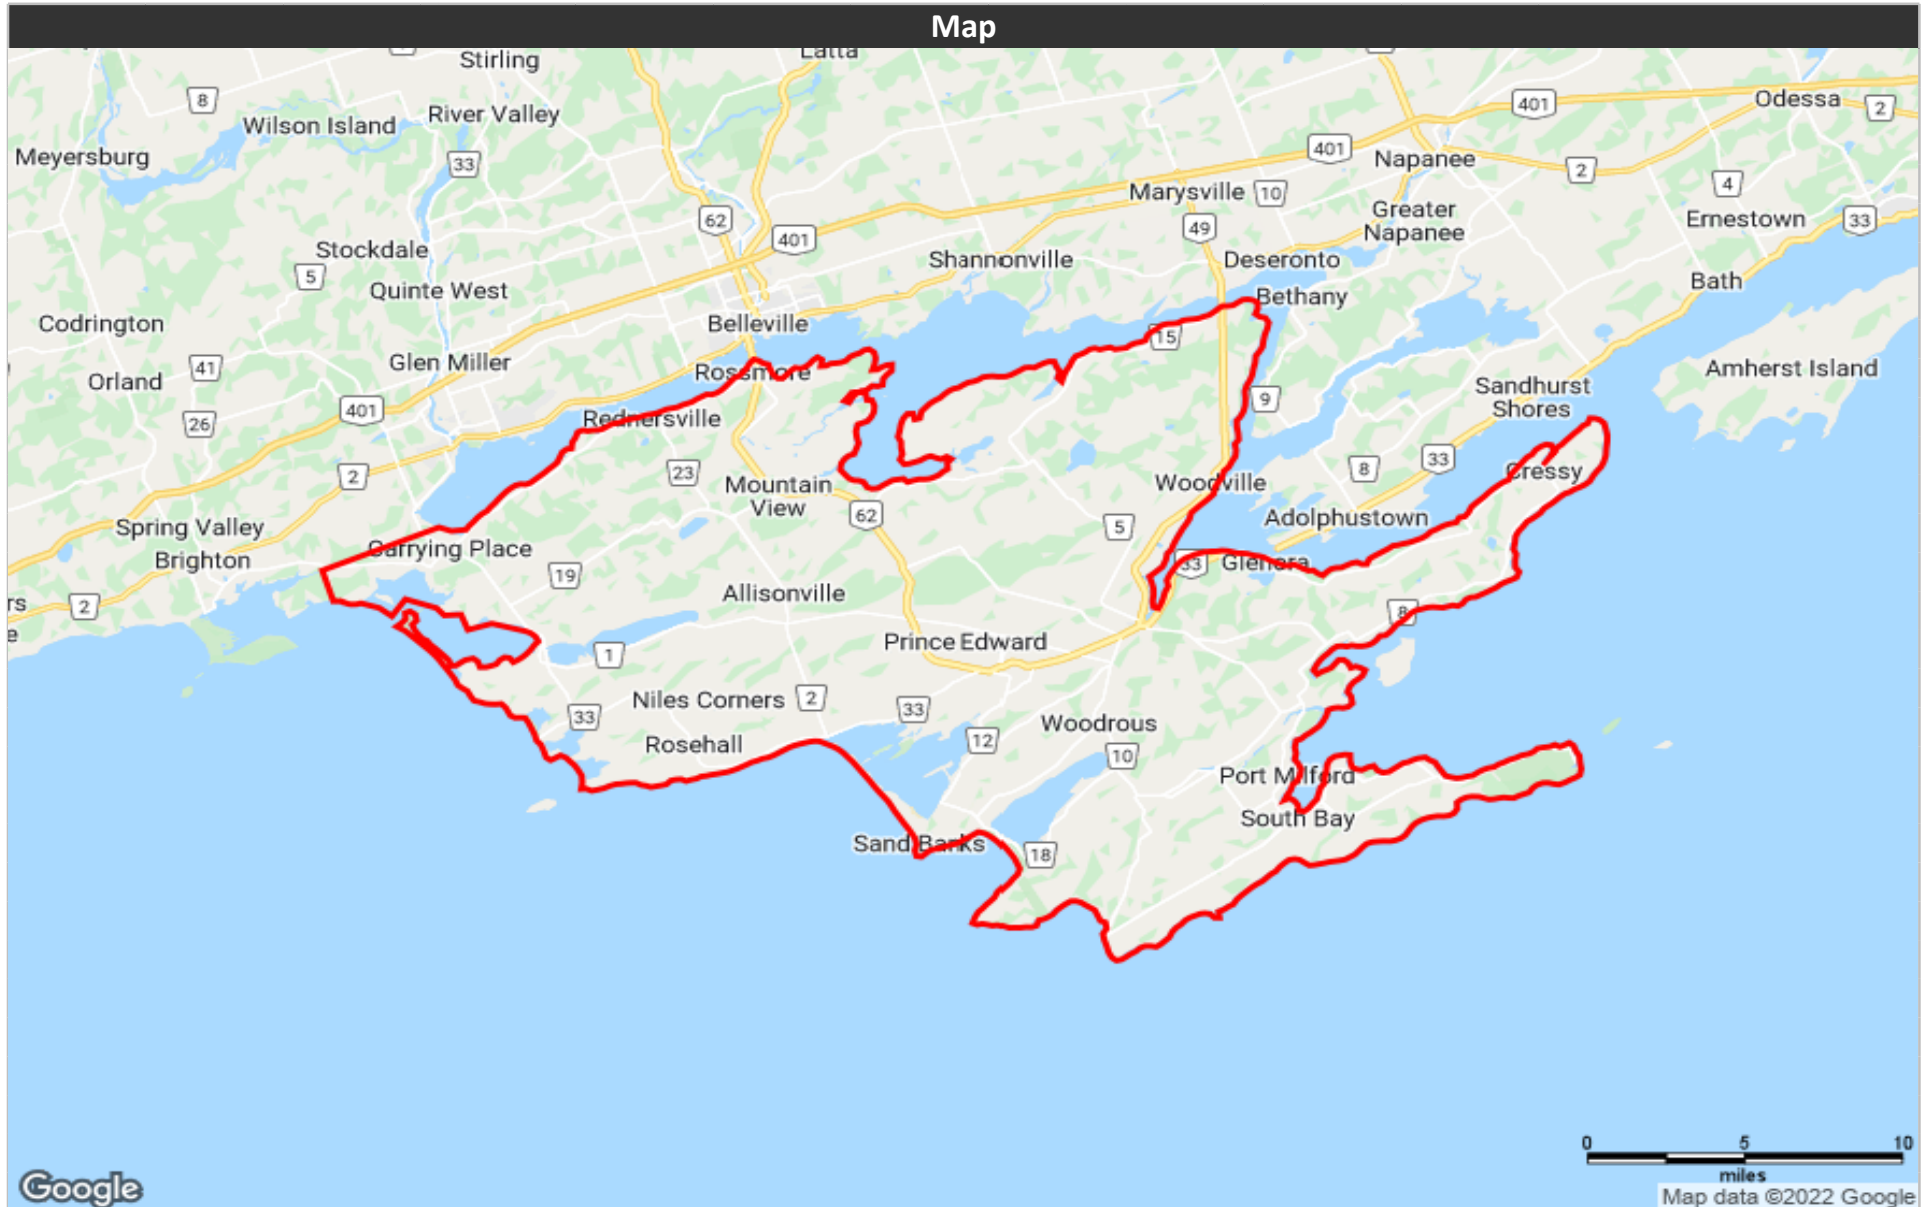 Map
Stirling
Latta
8
Wilson Island
River Valley
401
Odessa
2
Meyersburg
33
401
Napanee
2
Marysville
10
4
62
Greater
Napanee
Ernestown
33
49
401
Stockdale
Shannonville
Deseronto
5
Quinte West
Bethany
Bath
Codrington
Belleville
15
Glen Miller
41
Orland
Rossmore
Amherst Island
Sandhurst
Shores
9
401
26
Rednersville
33
8
Cressy
2
23
Mountain
View
Woodville
62
Adolphustown
5
Spring Valley
Carrying Place
Brighton
33
Glenora
19
Allisonville
rs
2
8
e
Prince Edward
1
Niles Corners
2
33
33
Woodrous
12
Rosehall
10
Port Milford
South Bay
Sand Banks
18
0 5 10
miles
Google
Map data ©2022 Google